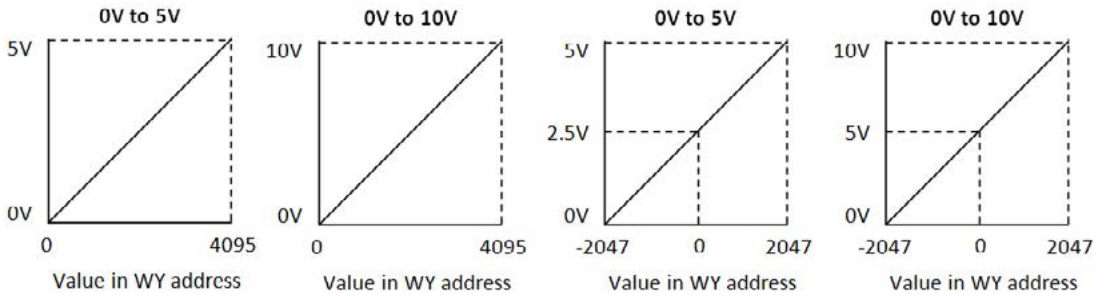 0V to 5V
5V
0V
0
4095
Value in WY address
0V to 10V
10V
0V
0
4095
Value in WY address
0V to 5V
5V
2.5V
0V
-2047
0
2047
Value in WY address
0V to 10V
10V
5V
0V
-2047
0
2047
Value in WY address